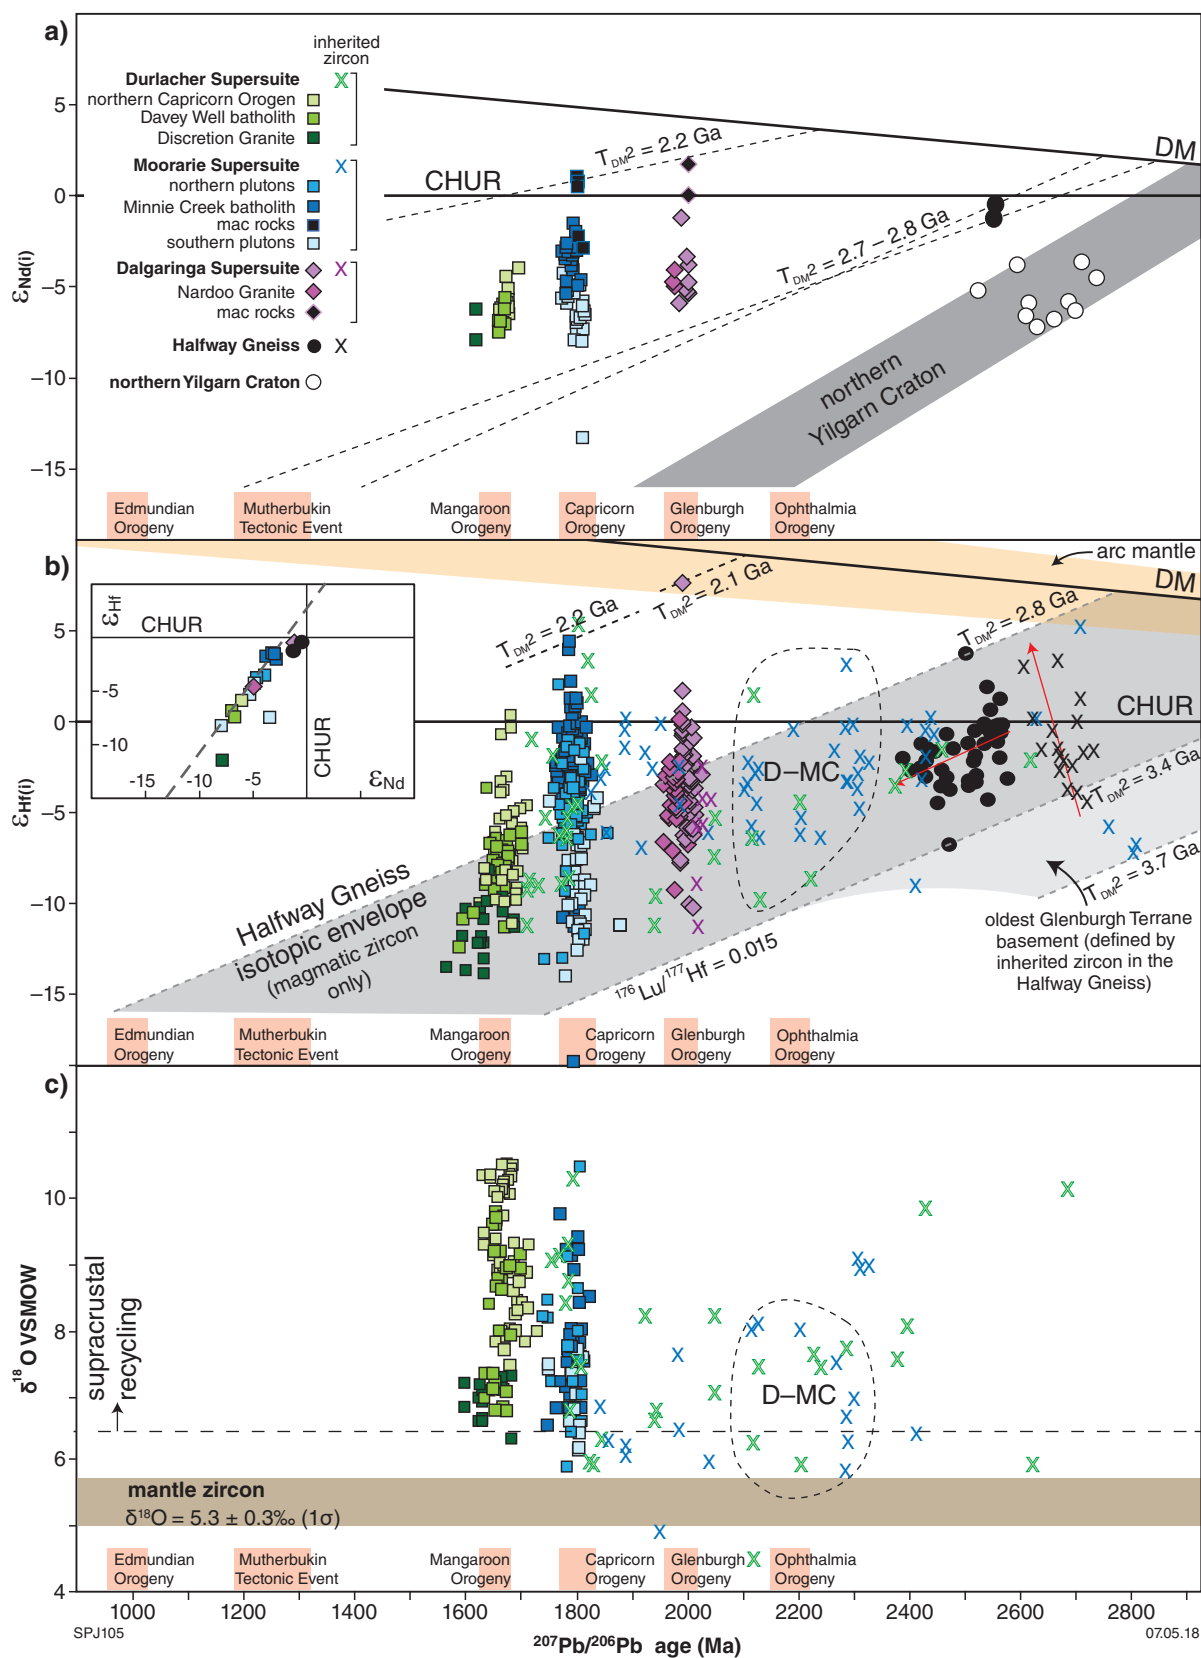 a)
inherited
zircon
Durlacher Supersuite X
northern Capricorn Orogen
Davey Well batholith
Discretion Granite
Moorarie Supersuite X
northern plutons
Minnie Creek batholith
mac rocks
southern plutons
Dalgaringa Supersuite X
Nardoo Granite
mac rocks
Halfway Gneiss X
northern Yilgarn Craton
εNd(i)
5
0
−5
−10
−15
CHUR
DM
TDM² = 2.2 Ga
TDM² = 2.7 – 2.8 Ga
northern
Yilgarn Craton
Edmundian
Orogeny
Mutherbukin
Tectonic Event
Mangaroon
Orogeny
Capricorn
Orogeny
Glenburgh
Orogeny
Ophthalmia
Orogeny
b)
arc mantle
DM
εHf
CHUR
-5
-10
-15
-10
-5
CHUR
εNd
εHf(i)
5
0
−5
−10
−15
TDM² = 2.2 Ga
TDM² = 2.1 Ga
TDM² = 2.8 Ga
CHUR
TDM² = 3.4 Ga
TDM² = 3.7 Ga
D–MC
Halfway Gneiss
isotopic envelope
(magmatic zircon
only)
¹⁷⁶Lu/¹⁷⁷Hf = 0.015
oldest Glenburgh Terrane
basement (defined by
inherited zircon in the
Halfway Gneiss)
Edmundian
Orogeny
Mutherbukin
Tectonic Event
Mangaroon
Orogeny
Capricorn
Orogeny
Glenburgh
Orogeny
Ophthalmia
Orogeny
c)
δ¹⁸O VSMOW
10
8
6
4
supracrustal
recycling
D–MC
mantle zircon
δ¹⁸O = 5.3 ± 0.3‰ (1σ)
Edmundian
Orogeny
Mutherbukin
Tectonic Event
Mangaroon
Orogeny
Capricorn
Orogeny
Glenburgh
Orogeny
Ophthalmia
Orogeny
1000 1200 1400 1600 1800 2000 2200 2400 2600 2800
SPJ105
²⁰⁷Pb/²⁰⁶Pb age (Ma)
07.05.18